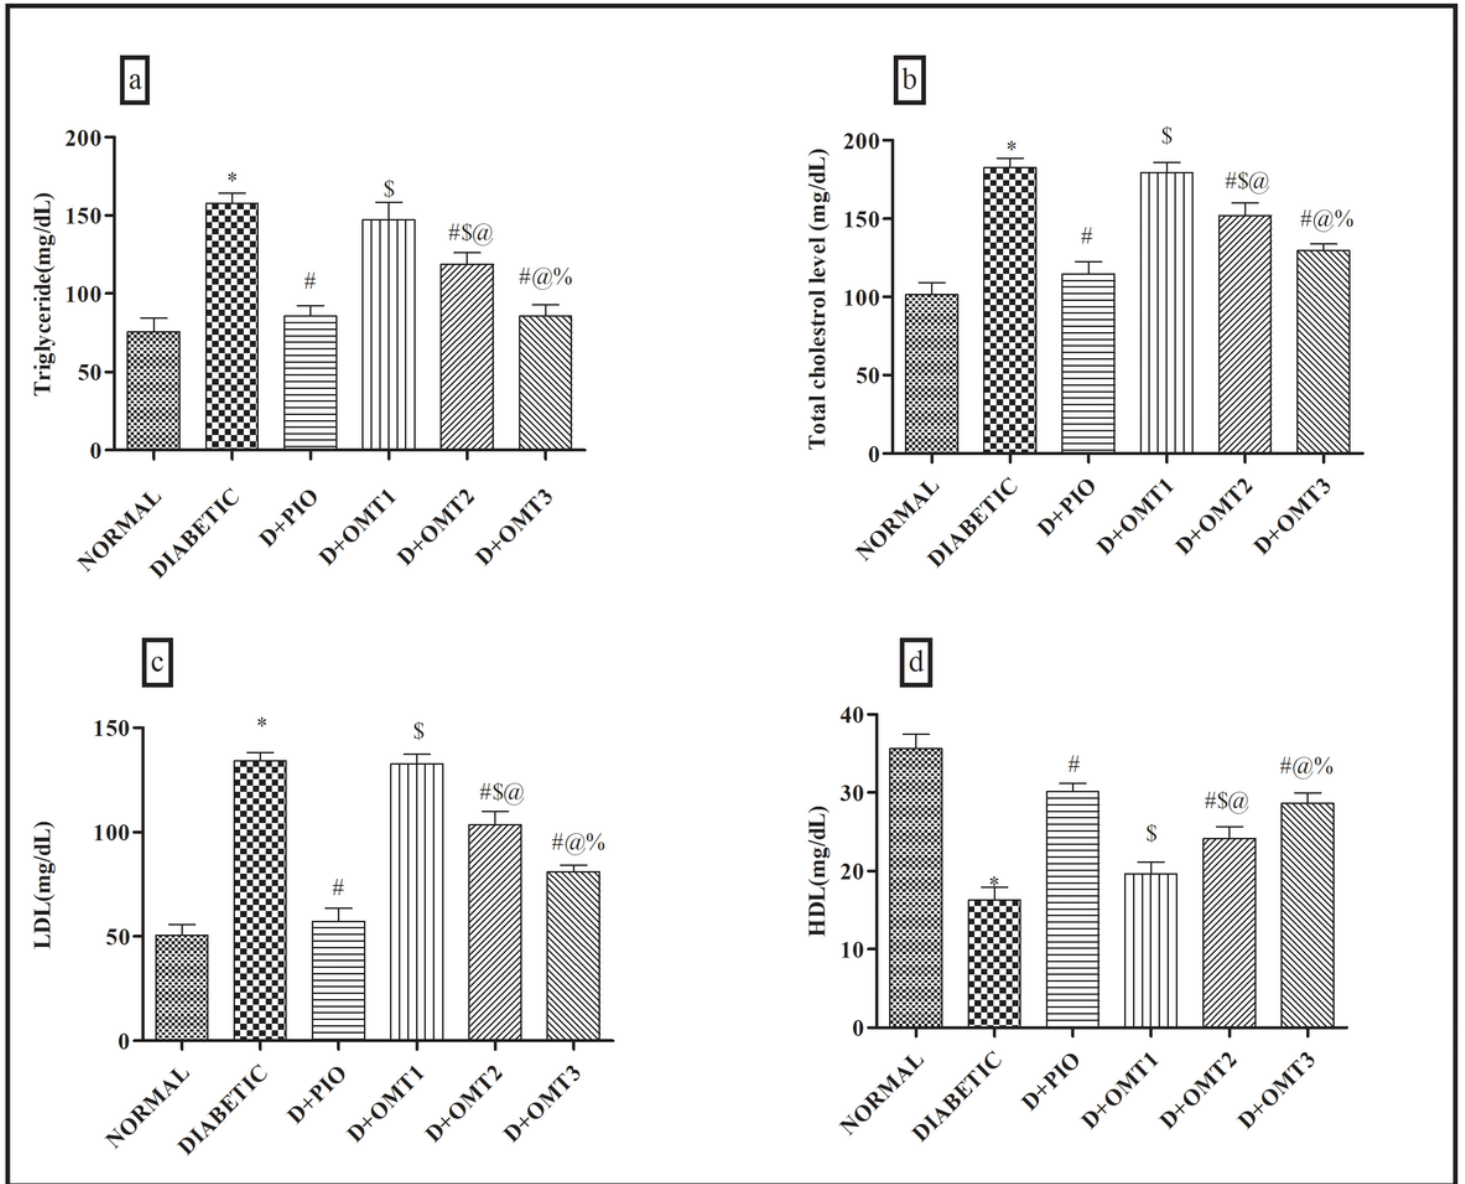 a
Triglyceride(mg/dL)
200
150
100
50
0
*
#
$
#$@
#@%
NORMAL
DIABETIC
D+PIO
D+OMT1
D+OMT2
D+OMT3
b
Total cholestrol level (mg/dL)
200
150
100
50
0
*
#
$
#$@
#@%
NORMAL
DIABETIC
D+PIO
D+OMT1
D+OMT2
D+OMT3
c
LDL(mg/dL)
150
100
50
0
*
#
$
#$@
#@%
NORMAL
DIABETIC
D+PIO
D+OMT1
D+OMT2
D+OMT3
d
HDL(mg/dL)
40
30
20
10
0
*
#
$
#$@
#@%
NORMAL
DIABETIC
D+PIO
D+OMT1
D+OMT2
D+OMT3